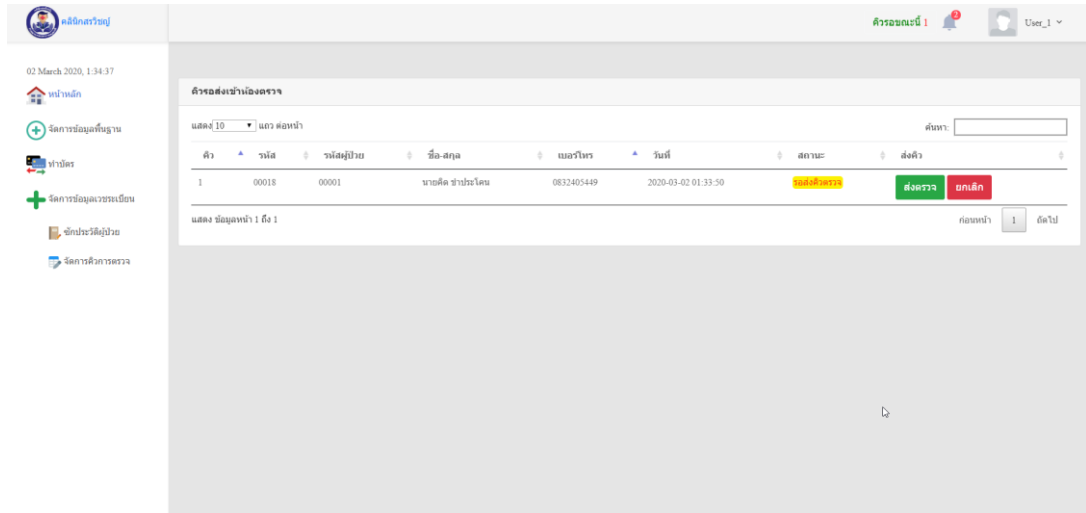 คลินิกสรวิชญ์
คิวรอขณะนี้ 1
2
User_1
02 March 2020, 1:34:37
หน้าหลัก
จัดการข้อมูลพื้นฐาน
ทำบัตร
จัดการข้อมูลเวชระเบียน
ซักประวัติผู้ป่วย
จัดการคิวการตรวจ
คิวรอส่งเข้าห้องตรวจ
แสดง 10 แถว ต่อหน้า
ค้นหา:
คิว รหัส รหัสผู้ป่วย ชื่อ-สกุล เบอร์โทร วันที่ สถานะ ส่งคิว
1 00018 00001 นายคิด ชำประโคน 0832405449 2020-03-02 01:33:50 รอส่งคิวตรวจ ส่งตรวจ ยกเลิก
แสดง ข้อมูลหน้า 1 ถึง 1
ก่อนหน้า 1 ถัดไป